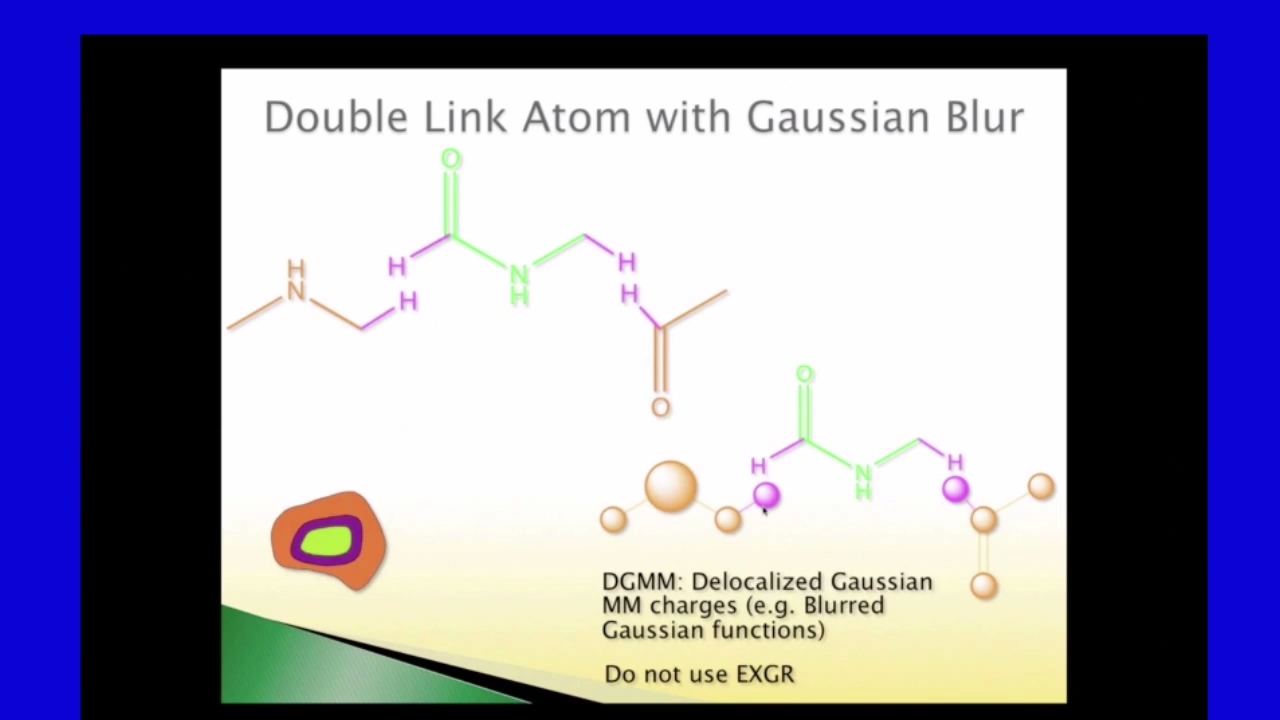 Double Link Atom with Gaussian Blur
O
H
H
N
H
N
H
H
H
H
O
O
H
N
H
H
DGMM: Delocalized Gaussian
MM charges (e.g. Blurred
Gaussian functions)
Do not use EXGR